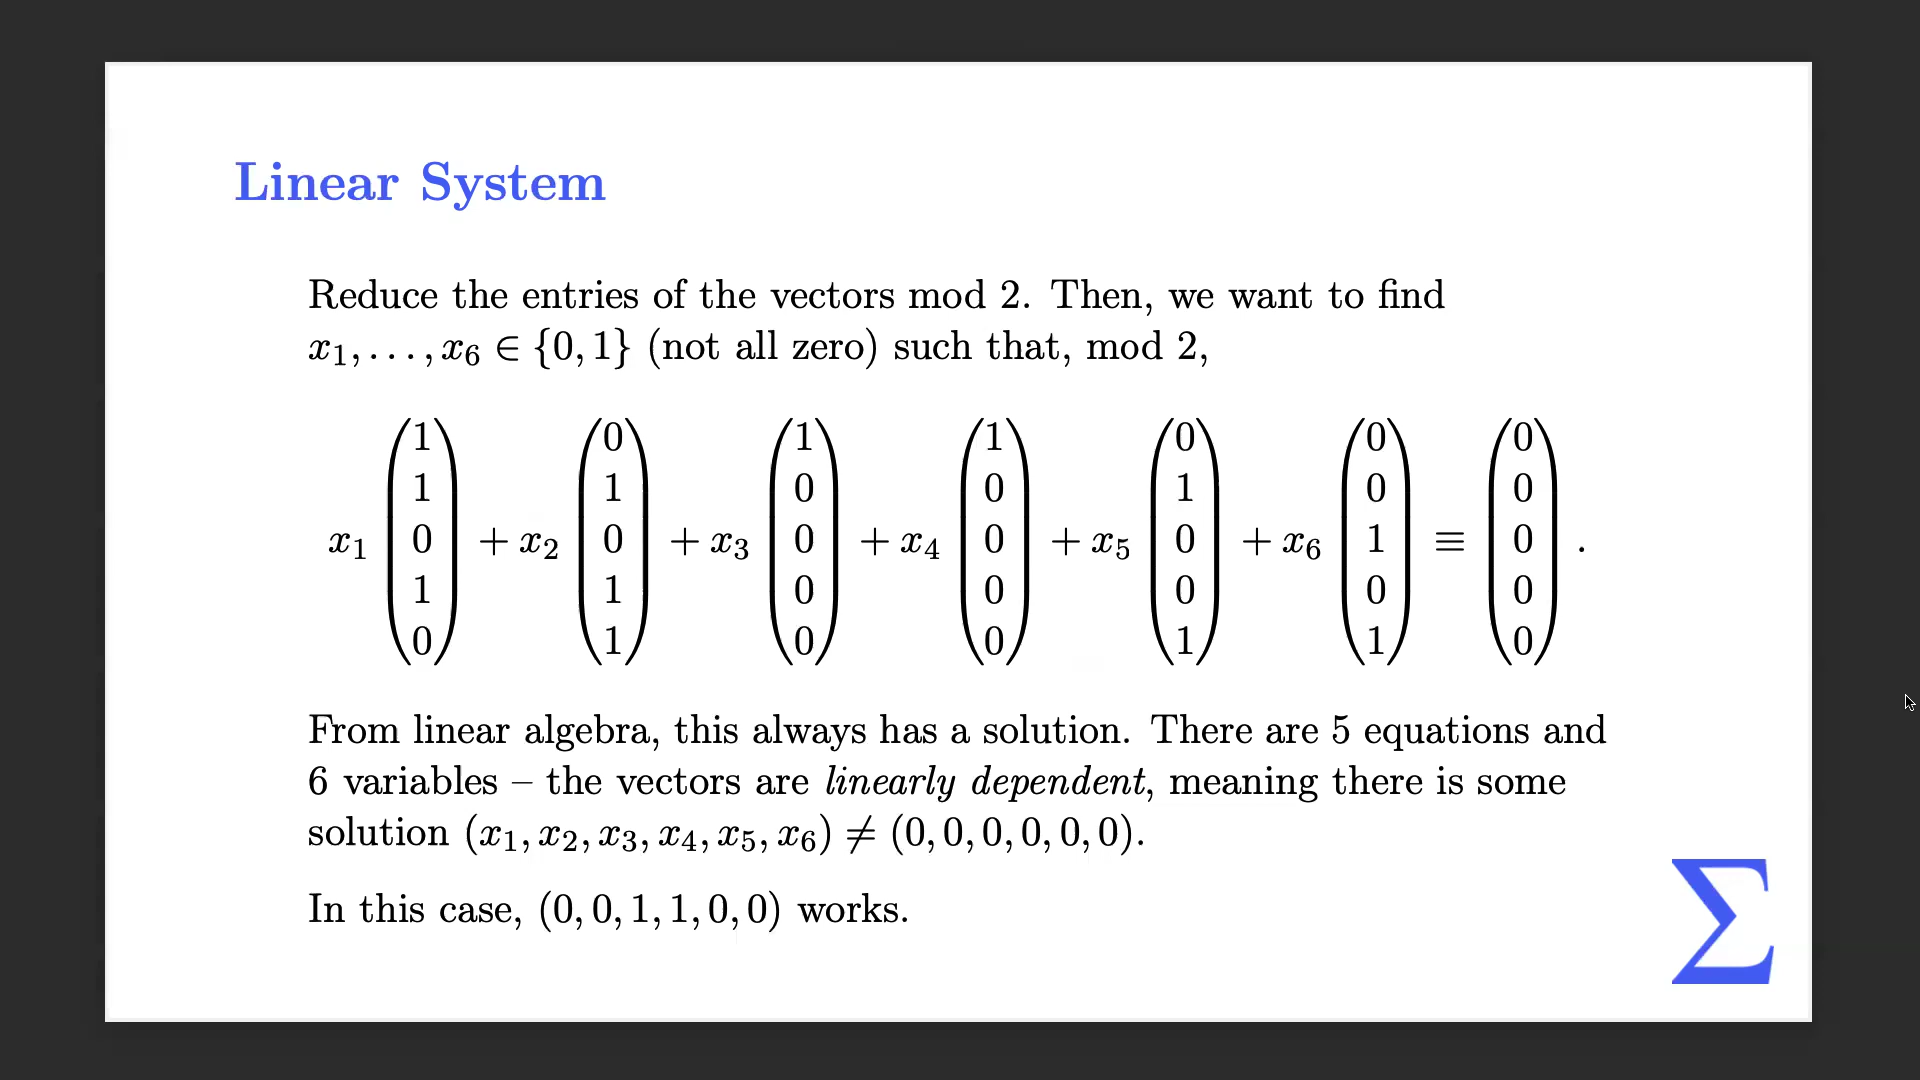 Linear System
Reduce the entries of the vectors mod 2. Then, we want to find
x₁, . . . , x₆ ∈ {0, 1} (not all zero) such that, mod 2,
x₁ (1 1 0 1 0) + x₂ (0 1 0 1 1) + x₃ (1 0 0 0 0) + x₄ (1 0 0 0 0) + x₅ (0 1 0 0 1) + x₆ (0 0 1 0 1) ≡ (0 0 0 0 0) .
From linear algebra, this always has a solution. There are 5 equations and
6 variables – the vectors are linearly dependent, meaning there is some
solution (x₁, x₂, x₃, x₄, x₅, x₆) ≠ (0, 0, 0, 0, 0, 0).
In this case, (0, 0, 1, 1, 0, 0) works.
Σ